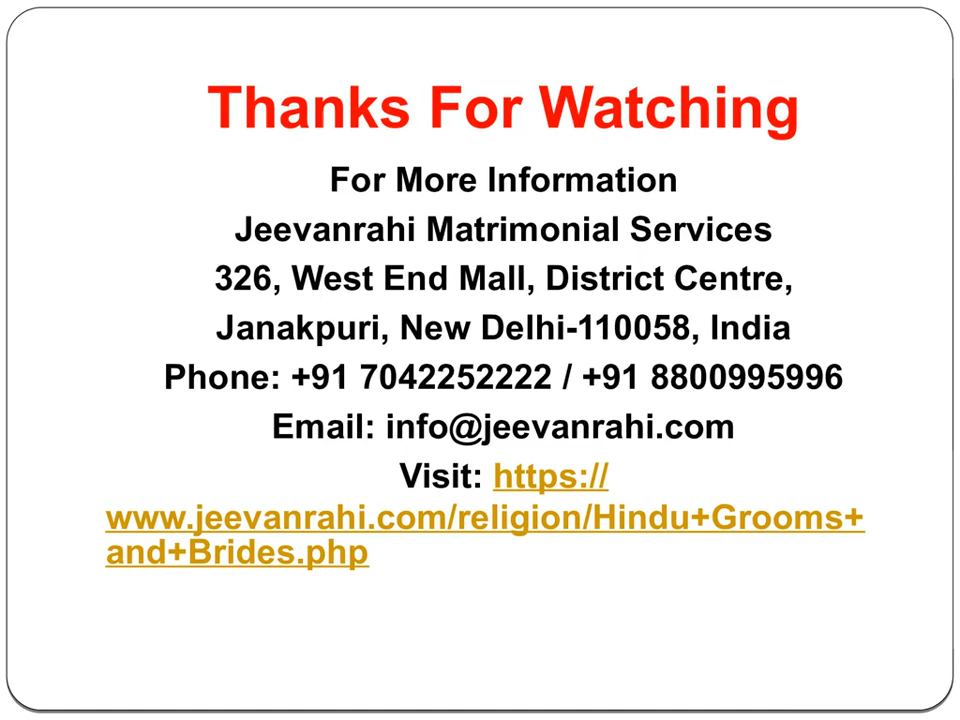 Thanks For Watching
For More Information
Jeevanrahi Matrimonial Services
326, West End Mall, District Centre,
Janakpuri, New Delhi-110058, India
Phone: +91 7042252222 / +91 8800995996
Email: info@jeevanrahi.com
Visit: https://
www.jeevanrahi.com/religion/Hindu+Grooms+
and+Brides.php